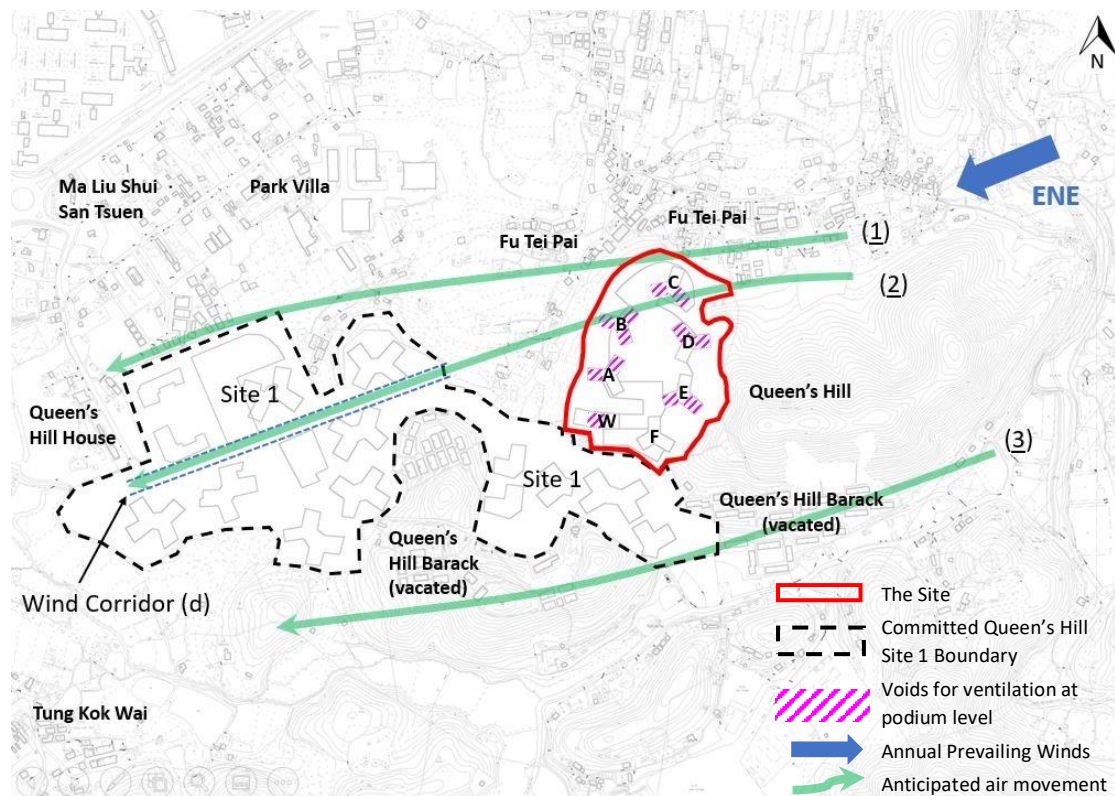 N
ENE
Ma Liu Shui
San Tsuen
Park Villa
Fu Tei Pai
Fu Tei Pai
(1)
(2)
C
B
D
A
E
W
F
Site 1
Queen's
Hill House
Queen's Hill
(3)
Site 1
Queen's Hill Barack
(vacated)
Queen's
Hill Barack
(vacated)
Wind Corridor (d)
Tung Kok Wai
The Site
Committed Queen's Hill
Site 1 Boundary
Voids for ventilation at
podium level
Annual Prevailing Winds
Anticipated air movement